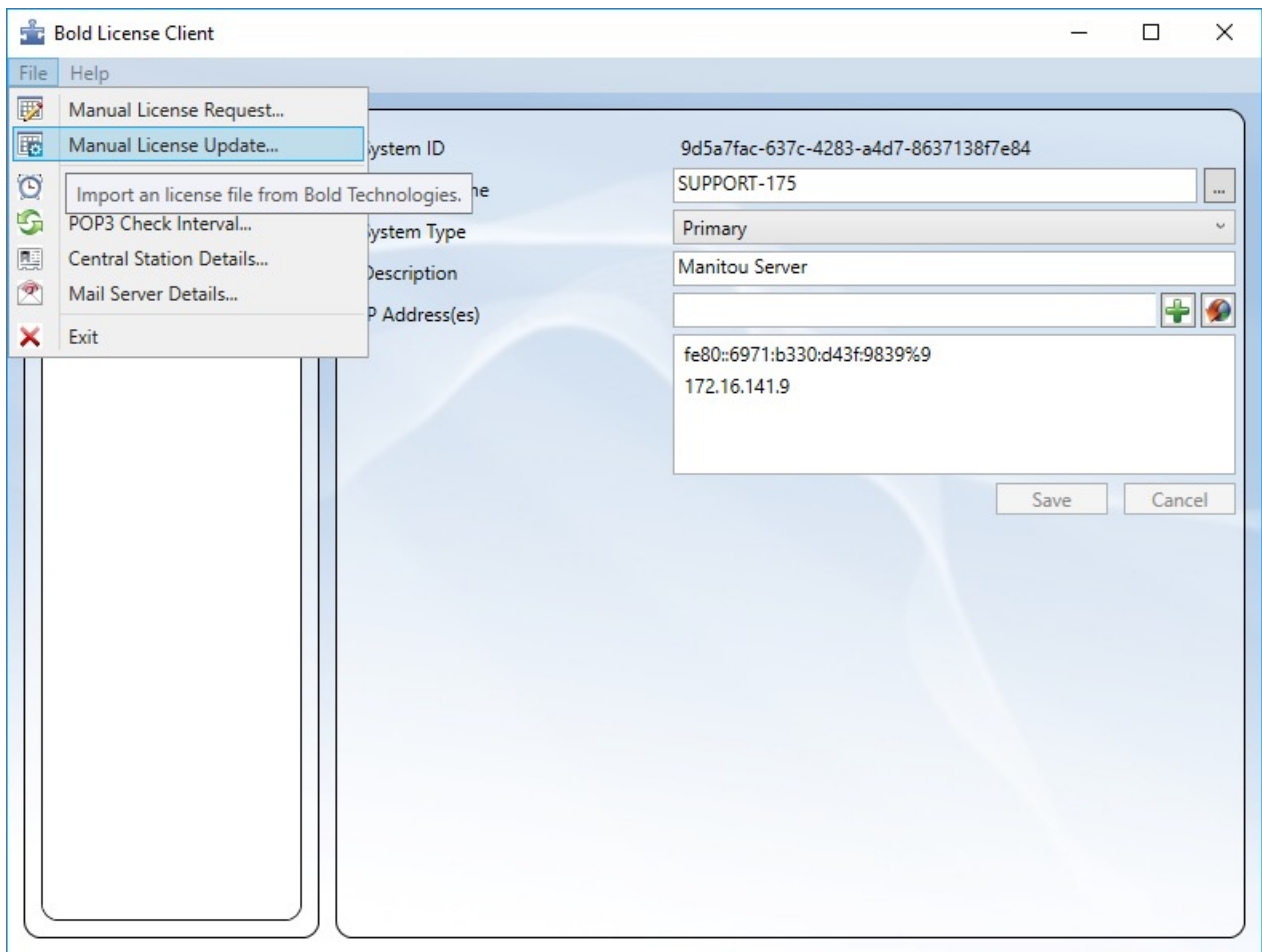 Bold License Client
File Help
Manual License Request...
Manual License Update...
Import an license file from Bold Technologies.
POP3 Check Interval...
Central Station Details...
Mail Server Details...
Exit
ystem ID 9d5a7fac-637c-4283-a4d7-8637138f7e84
ne SUPPORT-175 ...
ystem Type Primary
escription Manitou Server
P Address(es)
fe80::6971:b330:d43f:9839%9
172.16.141.9
Save Cancel